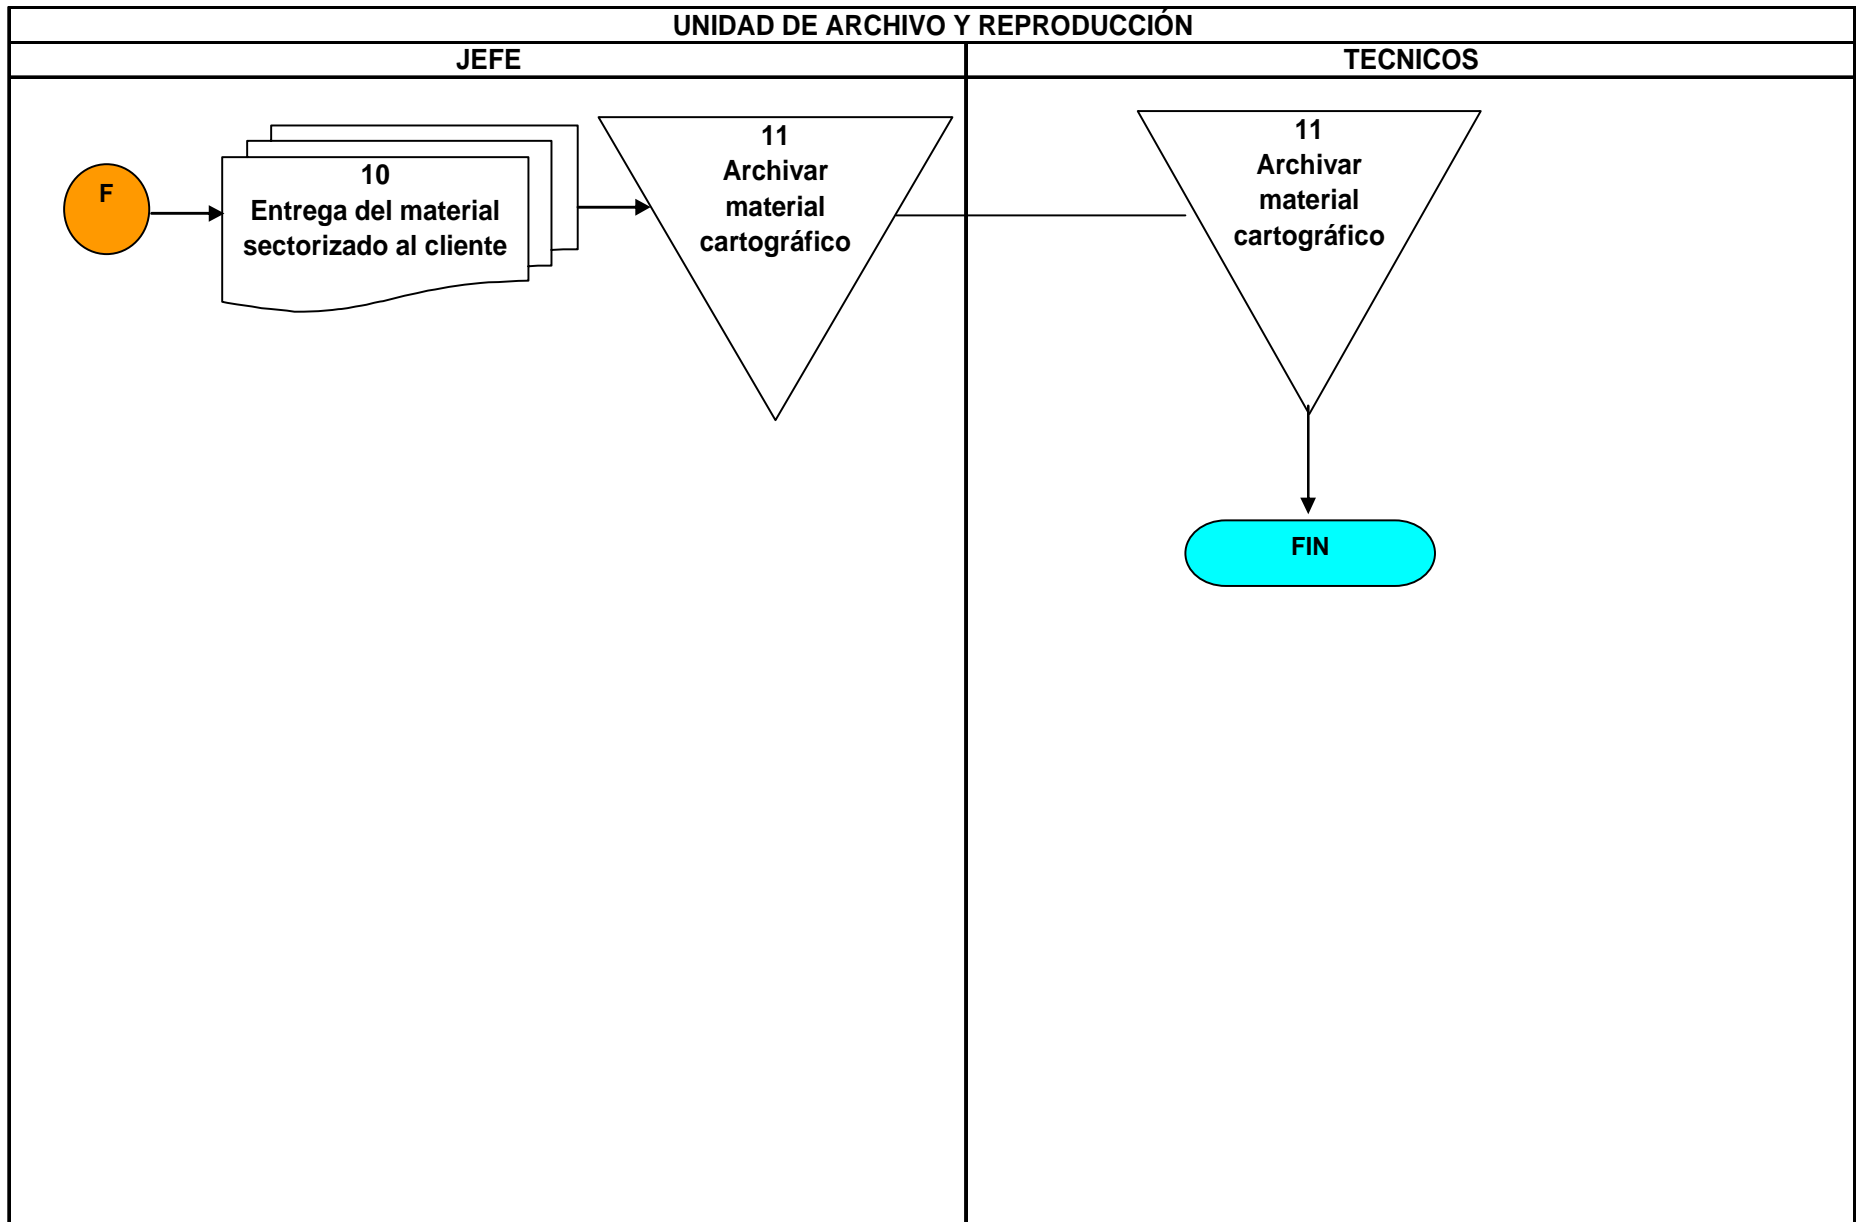 UNIDAD DE ARCHIVO Y REPRODUCCIÓN
JEFE
TECNICOS
F
10
Entrega del material
sectorizado al cliente
11
Archivar
material
cartográfico
11
Archivar
material
cartográfico
FIN